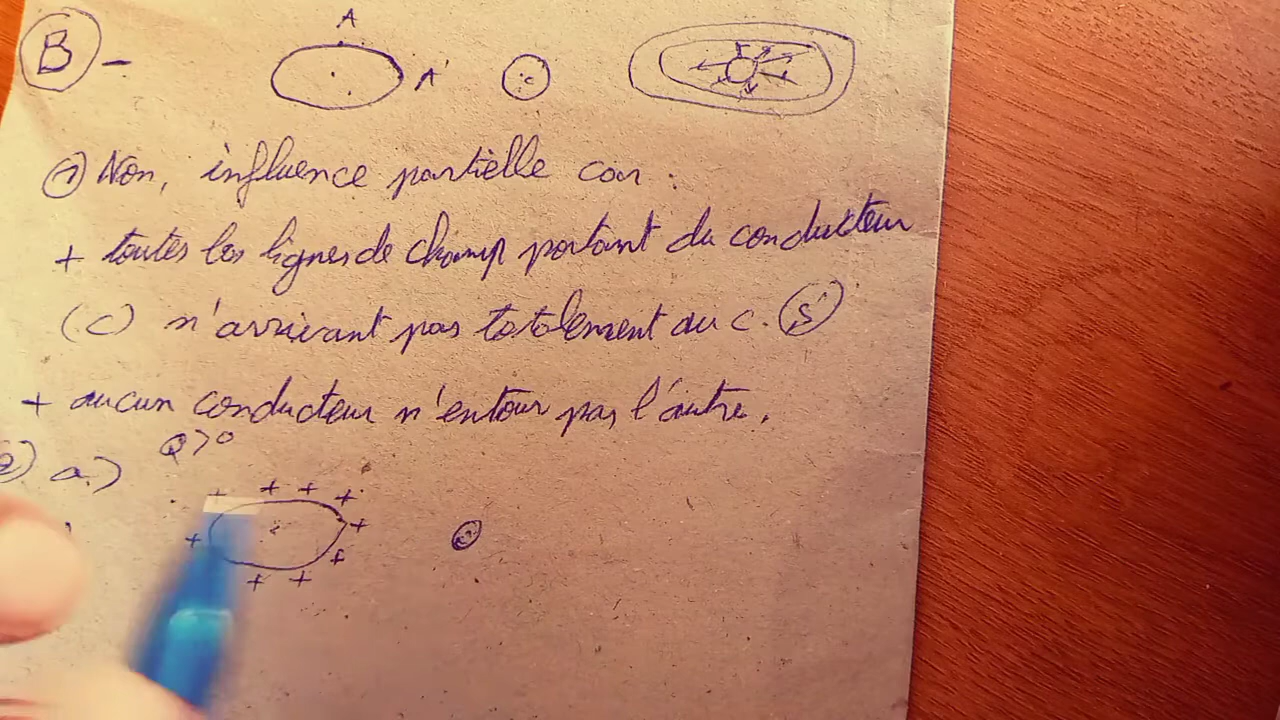 B -
A
A'
C
① Non, influence partielle car :
+ toutes les lignes de champ partant du conducteur
(C) n'arrivant pas totalement au c. (S')
+ aucun conducteur n'entour pas l'autre.
2) a.) Q>0
+ + + +
+ +
+
+ +